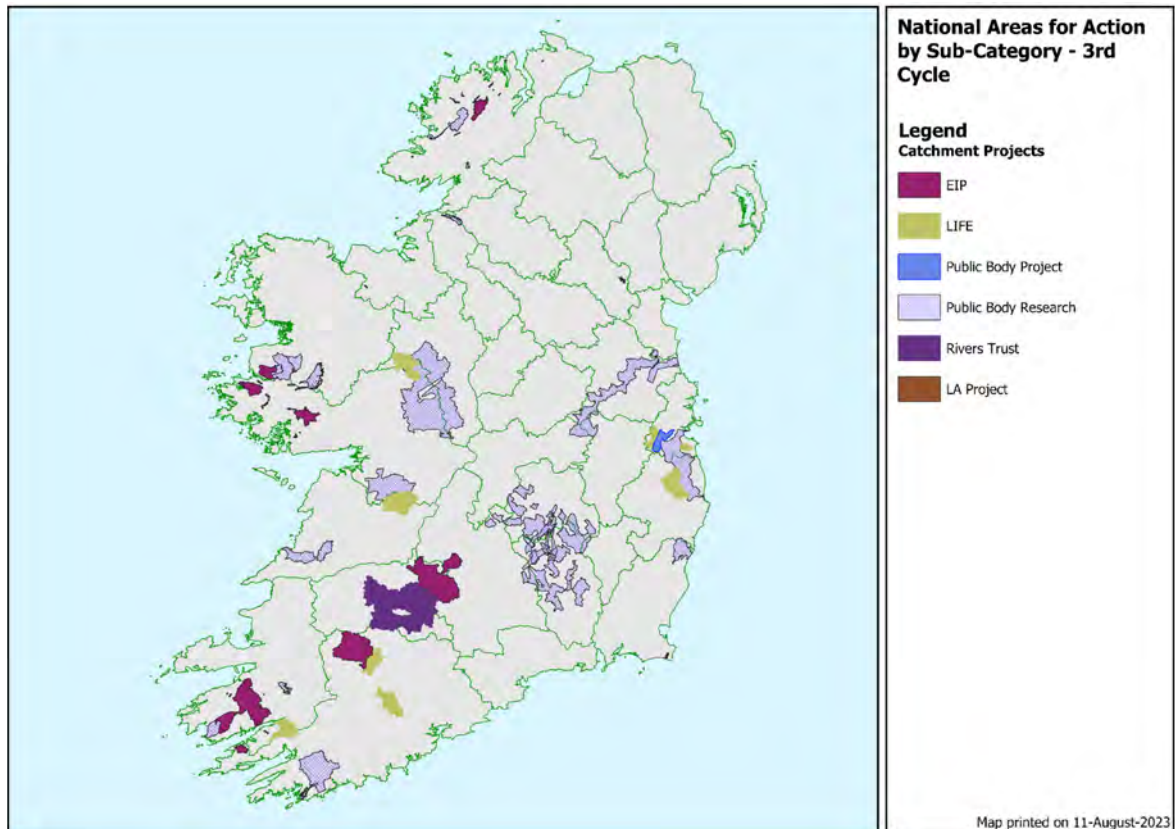 National Areas for Action
by Sub-Category - 3rd
Cycle
Legend
Catchment Projects
EIP
LIFE
Public Body Project
Public Body Research
Rivers Trust
LA Project
Map printed on 11-August-2023